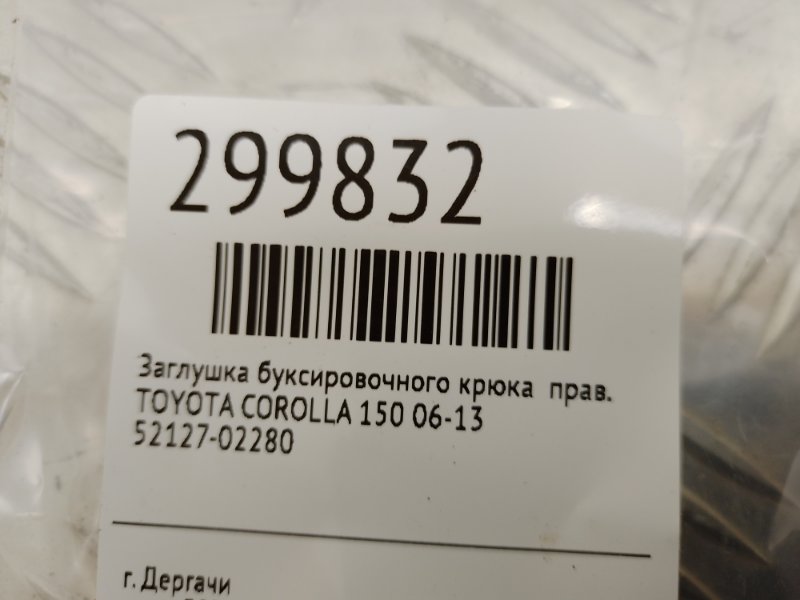 299832
Заглушка буксировочного крюка прав.
TOYOTA COROLLA 150 06-13
52127-02280
г. Дергачи